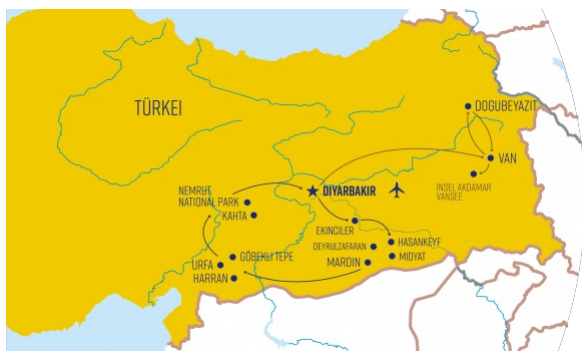 TÜRKEI
DOGUBEYAZIT
VAN
INSEL AKDAMAR
VANSEE
NEMRUT
NATIONAL PARK
KAHTA
DIYARBAKIR
EKINCILER
HASANKEYF
DEYRULZAFARAN
MIDYAT
MARDIN
GÖBEKLI TEPE
URFA
HARRAN